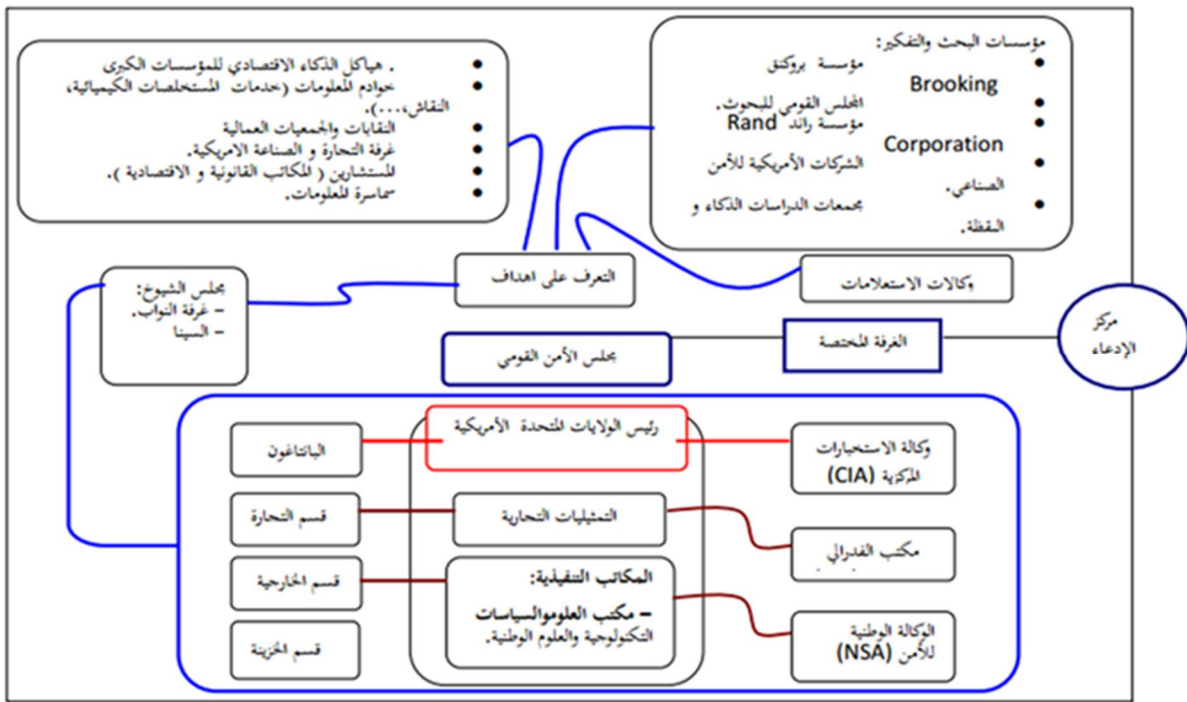 مؤسسات البحث والتفكير:
● مؤسسة بروكنق
Brooking
● المجلس القومي للبحوث.
● مؤسسة راند Rand
Corporation
● الشركات الأمريكية للأمن
الصناعي.
● مجمعات الدراسات الذكاء و
اليقظة.
● . هياكل الذكاء الاقتصادي للمؤسسات الكبرى
● خوادم المعلومات (خدمات المستخلصات الكيميائية،
النقاش،...).
● النقابات والجمعيات العمالية
● غرفة التجارة و الصناعة الامريكية.
● المستشارين ( المكاتب القانونية و الاقتصادية ).
● سماسرة المعلومات.
وكالات الاستعلامات
التعرف على اهداف
مجلس الشيوخ:
– غرفة النواب.
– السينا
مركز
الإدعاء
الغرفة المختصة
مجلس الأمن القومي
رئيس الولايات المتحدة الأمريكية
وكالة الاستخبارات
المركزية (CIA)
البانتاغون
التمثيليات التجارية
قسم التجارة
مكتب الفدرالي
المكاتب التنفيذية:
– مكتب العلوموالسياسات
التكنولوجية والعلوم الوطنية.
قسم الخارجية
الوكالة الوطنية
للأمن (NSA)
قسم الخزينة